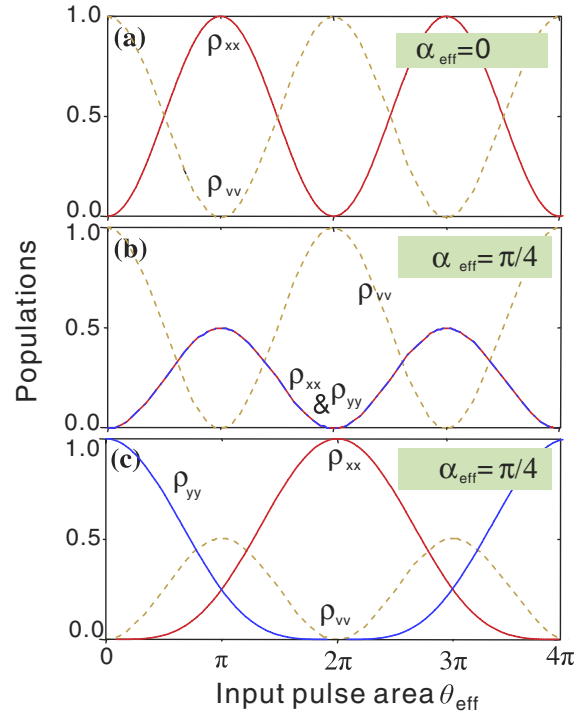 1.0
(a)
ρxx
αeff=0
0.5
ρvv
0.0
1.0
(b)
αeff=π/4
ρvv
0.5
ρxx
&ρyy
0.0
1.0
(c)
ρxx
αeff=π/4
ρyy
0.5
ρvv
0.0
0 π 2π 3π 4π
Populations
Input pulse area θeff